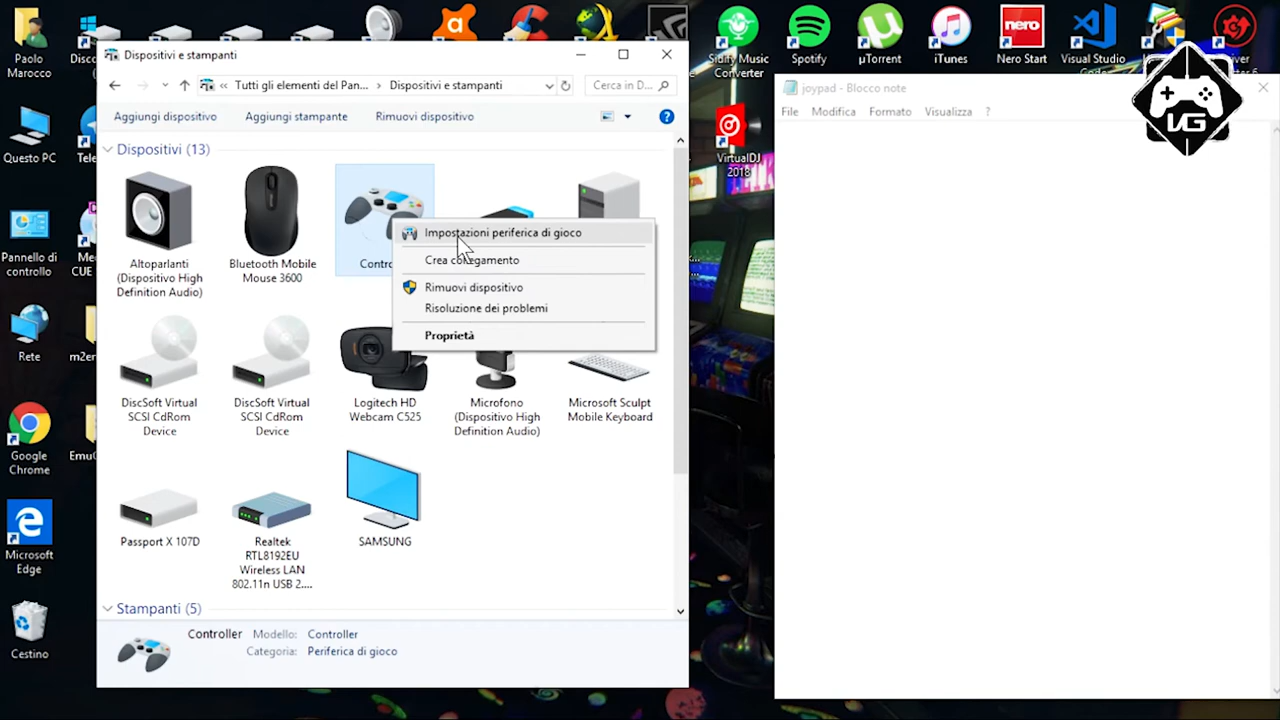 Paolo
Marocco
Questo PC
Pannello di
controllo
Rete
Google
Chrome
Microsoft
Edge
Cestino
Dispositivi e stampanti
Tutti gli elementi del Pan... › Dispositivi e stampanti
Cerca in D...
Aggiungi dispositivo
Aggiungi stampante
Rimuovi dispositivo
?
Dispositivi (13)
Altoparlanti
(Dispositivo High
Definition Audio)
Bluetooth Mobile
Mouse 3600
Impostazioni periferica di gioco
Crea collegamento
Rimuovi dispositivo
Risoluzione dei problemi
Proprietà
DiscSoft Virtual
SCSI CdRom
Device
DiscSoft Virtual
SCSI CdRom
Device
Logitech HD
Webcam C525
Microfono
(Dispositivo High
Definition Audio)
Microsoft Sculpt
Mobile Keyboard
Passport X 107D
Realtek
RTL8192EU
Wireless LAN
802.11n USB 2....
SAMSUNG
Stampanti (5)
Controller
Modello: Controller
Categoria: Periferica di gioco
Sidify Music
Converter
Spotify
µTorrent
iTunes
nero
Nero Start
Visual Studio
VirtualDJ
2018
joypad - Blocco note
File Modifica Formato Visualizza ?
VG